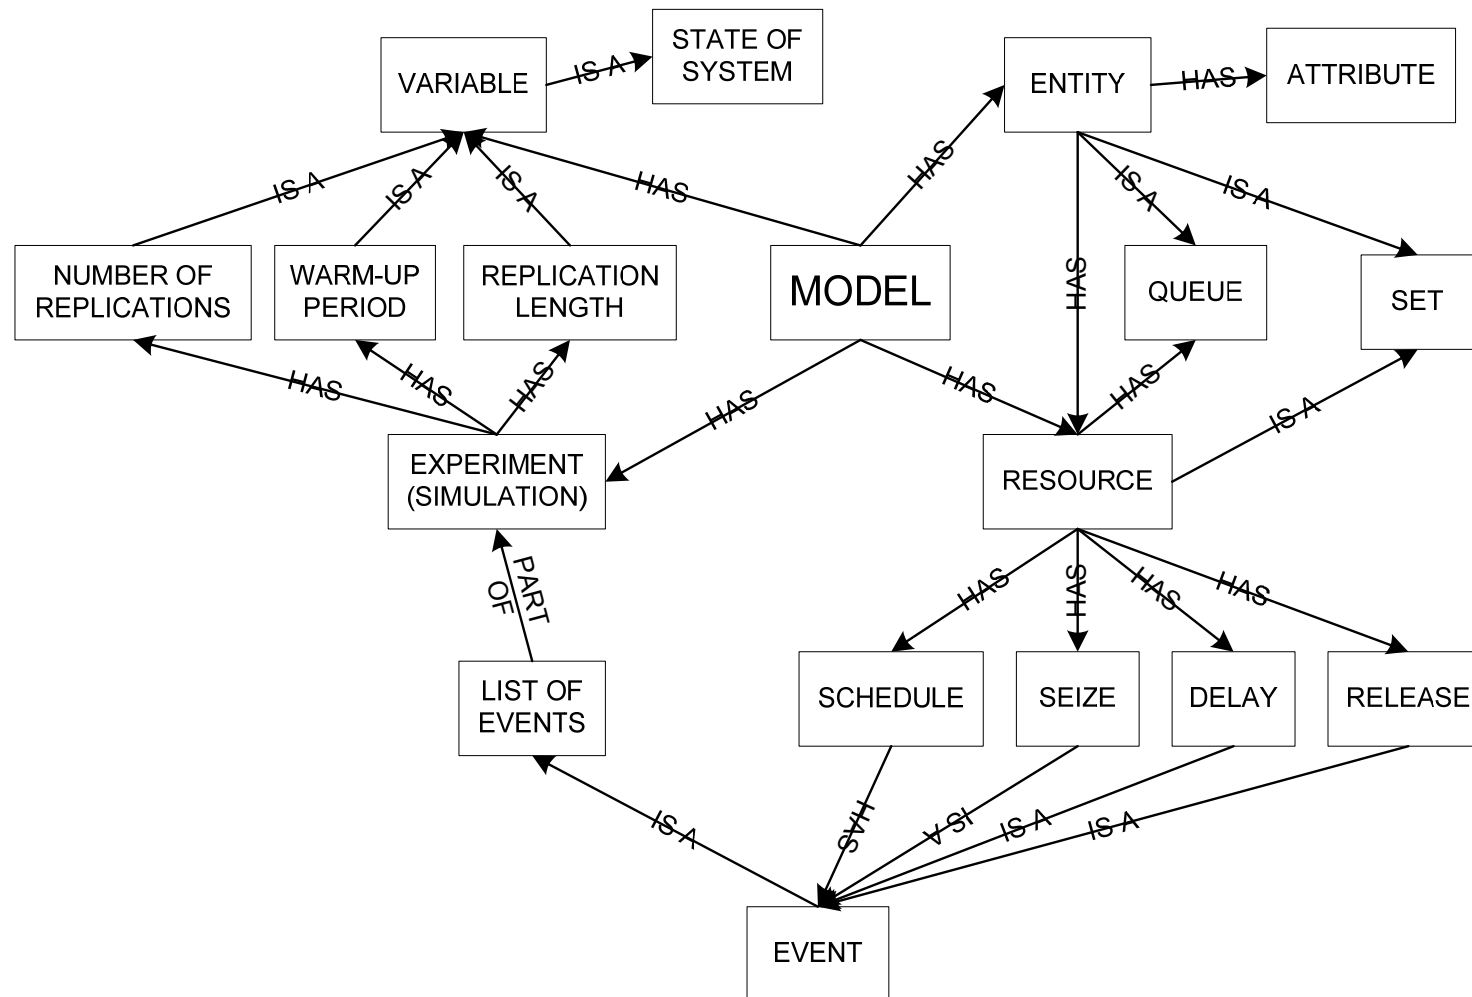 STATE OF
SYSTEM
VARIABLE
IS A
ENTITY
HAS
ATTRIBUTE
IS A
IS A
IS A
HAS
HAS
IS A
IS A
NUMBER OF
REPLICATIONS
WARM-UP
PERIOD
REPLICATION
LENGTH
MODEL
HAS
QUEUE
SET
HAS
HAS
HAS
HAS
HAS
HAS
IS A
EXPERIMENT
(SIMULATION)
RESOURCE
PART
OF
HAS
HAS
HAS
HAS
LIST OF
EVENTS
SCHEDULE
SEIZE
DELAY
RELEASE
IS A
HAS
IS A
IS A
IS A
EVENT